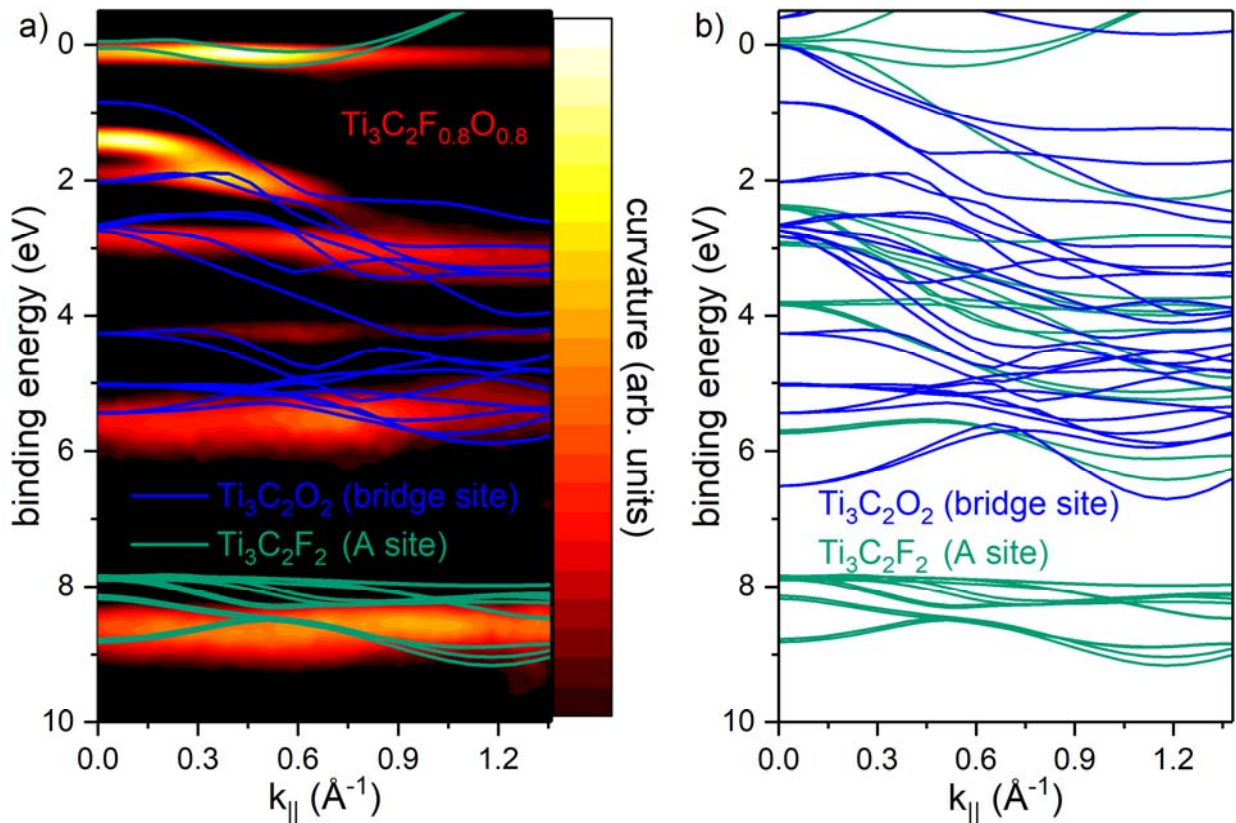 a)
b)
Ti₃C₂F₀.₈O₀.₈
0
2
4
6
8
10
binding energy (eV)
Ti₃C₂O₂ (bridge site)
Ti₃C₂F₂ (A site)
0.0 0.3 0.6 0.9 1.2
k|| (Å⁻¹)
curvature (arb. units)
0
2
4
6
8
10
binding energy (eV)
Ti₃C₂O₂ (bridge site)
Ti₃C₂F₂ (A site)
0.0 0.3 0.6 0.9 1.2
k|| (Å⁻¹)